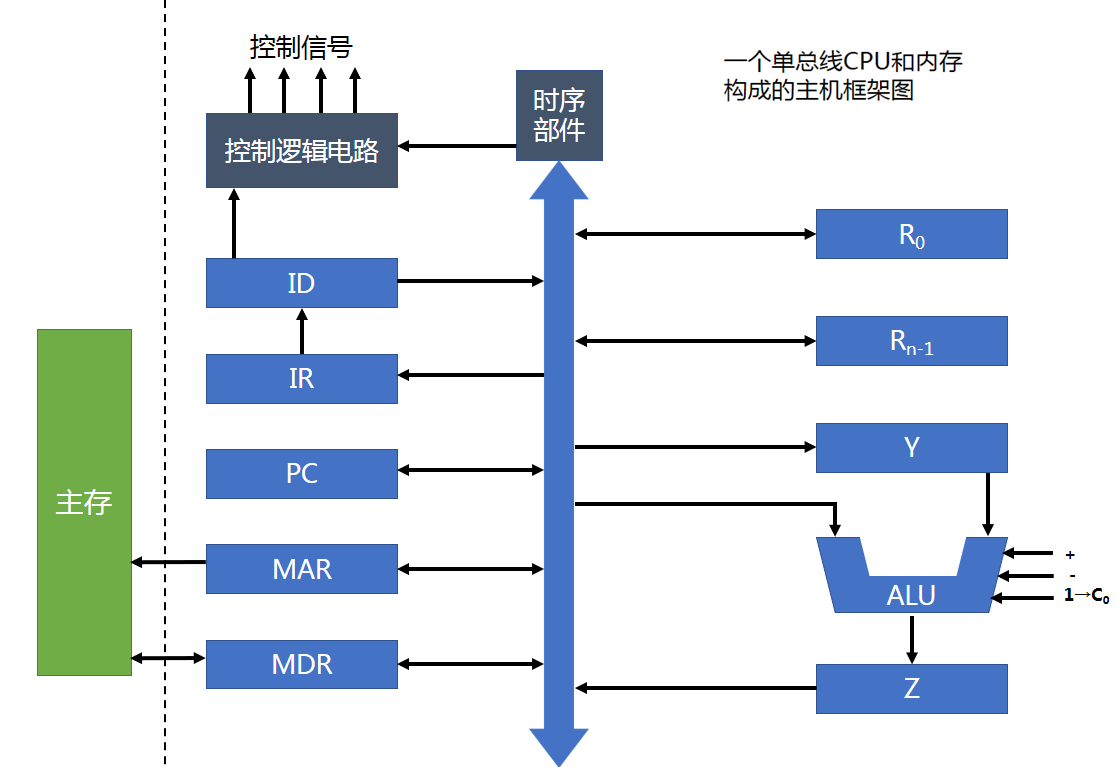 控制信号
一个单总线CPU和内存
构成的主机框架图
时序
部件
控制逻辑电路
R0
ID
Rn-1
IR
Y
PC
主存
+
-
1→C0
MAR
ALU
MDR
Z